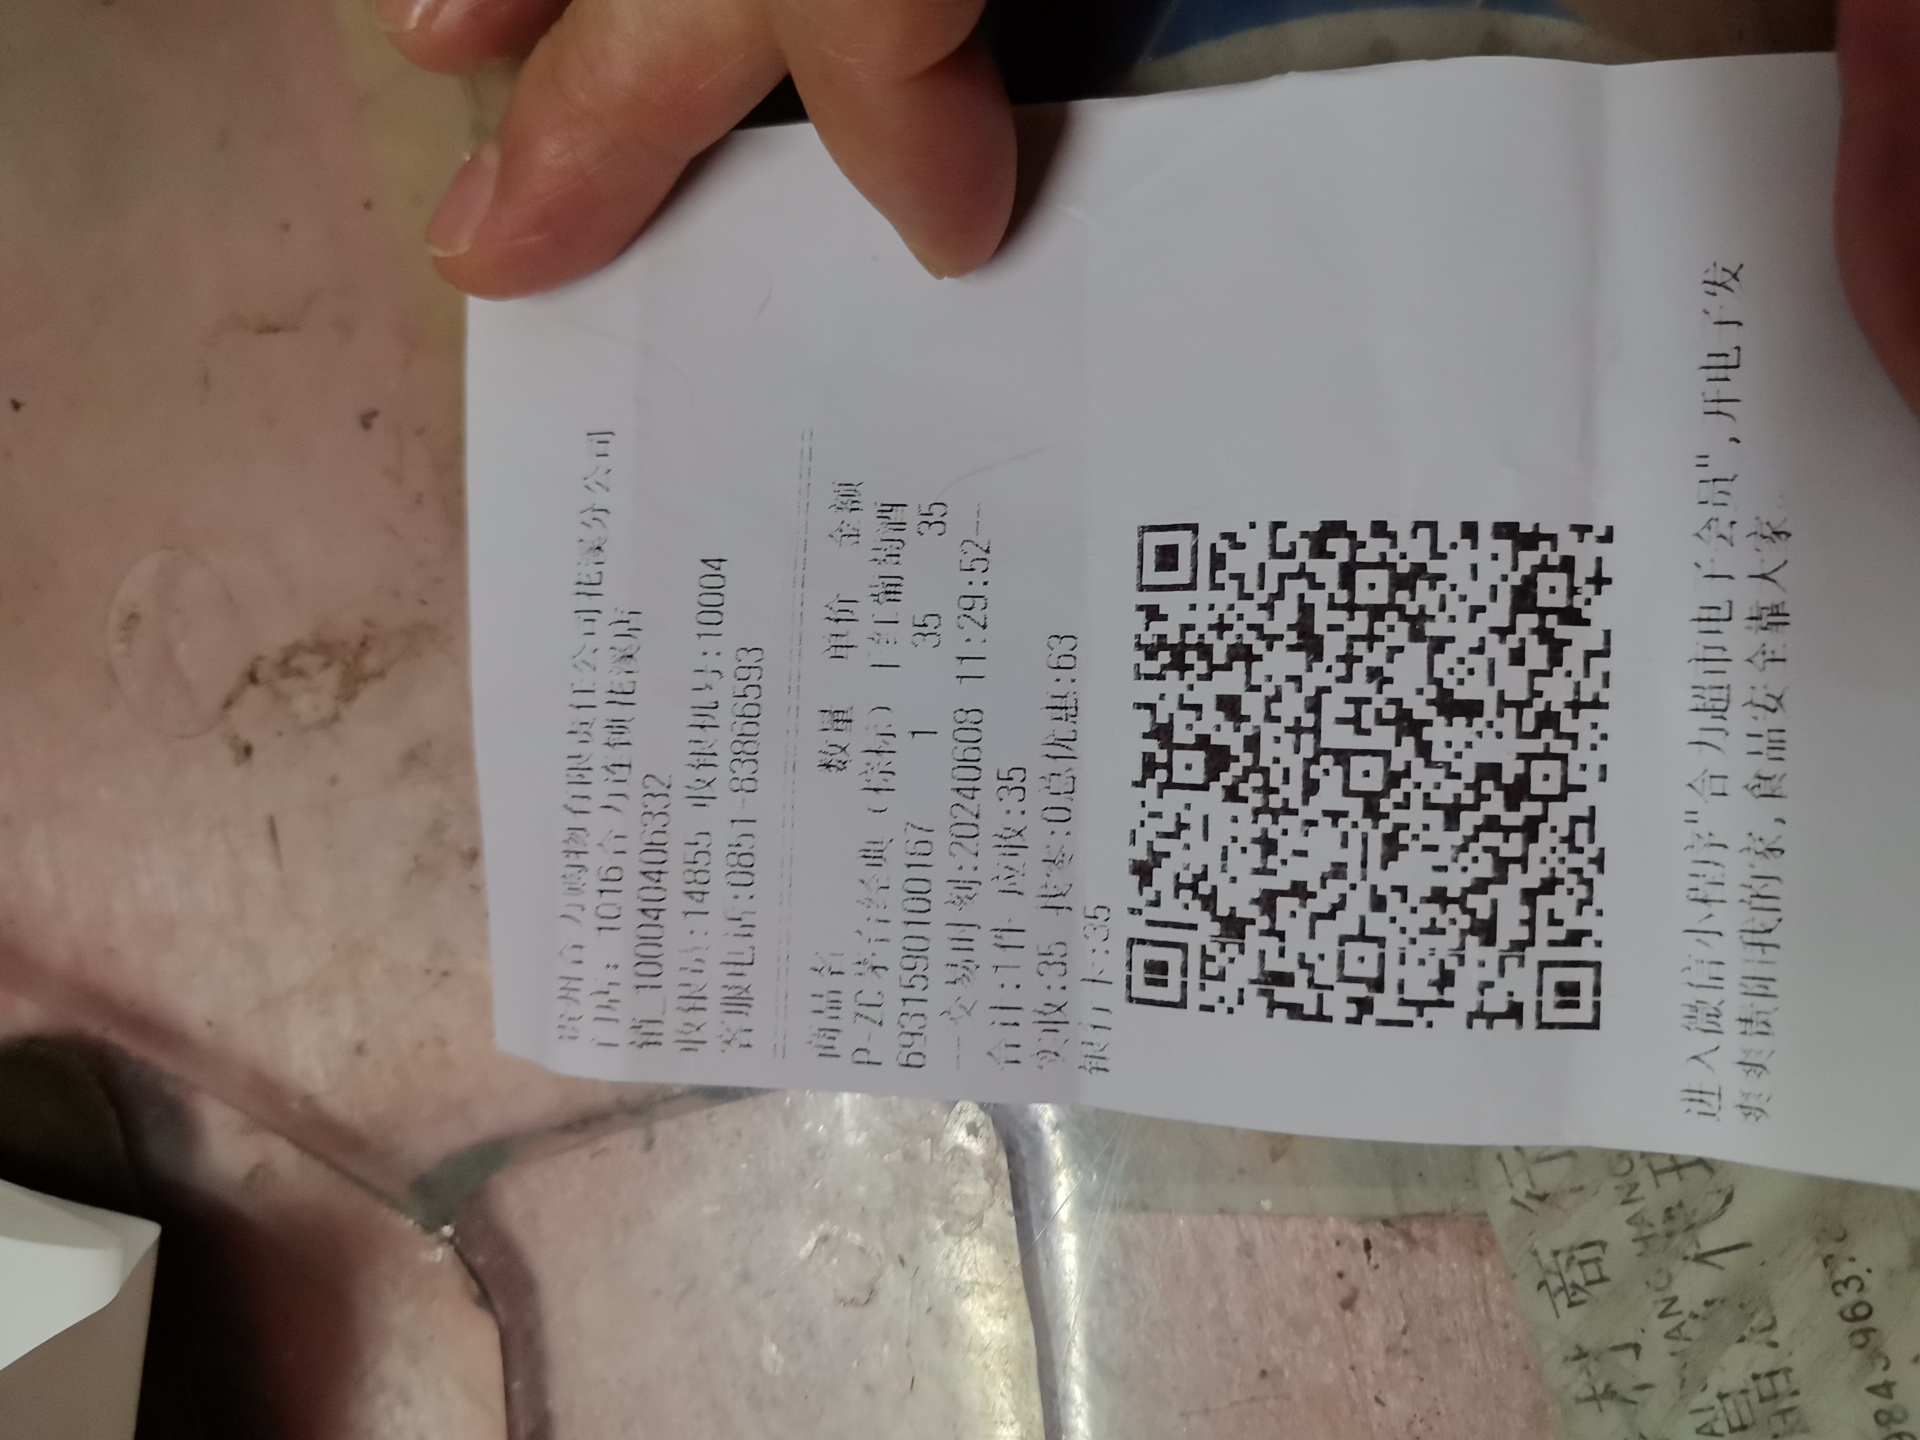 贵州合力购物有限责任公司花溪分公司
门店: 1016合力连锁花溪店
销_100040406332
收银员:14855 收银机号:10004
客服电话:0851-83866593
商品名 数量 单价 金额
P-ZC茅台经典(棕标)干红葡萄酒
6931590100167 1 35 35
--交易时刻:20240608 11:29:52--
合计:1件 应收:35
实收:35 找零:0总优惠:63
银行卡:35
进入微信小程序"合力超市电子会员",开电子发
爽爽贵阳我的家,食品安全靠大家